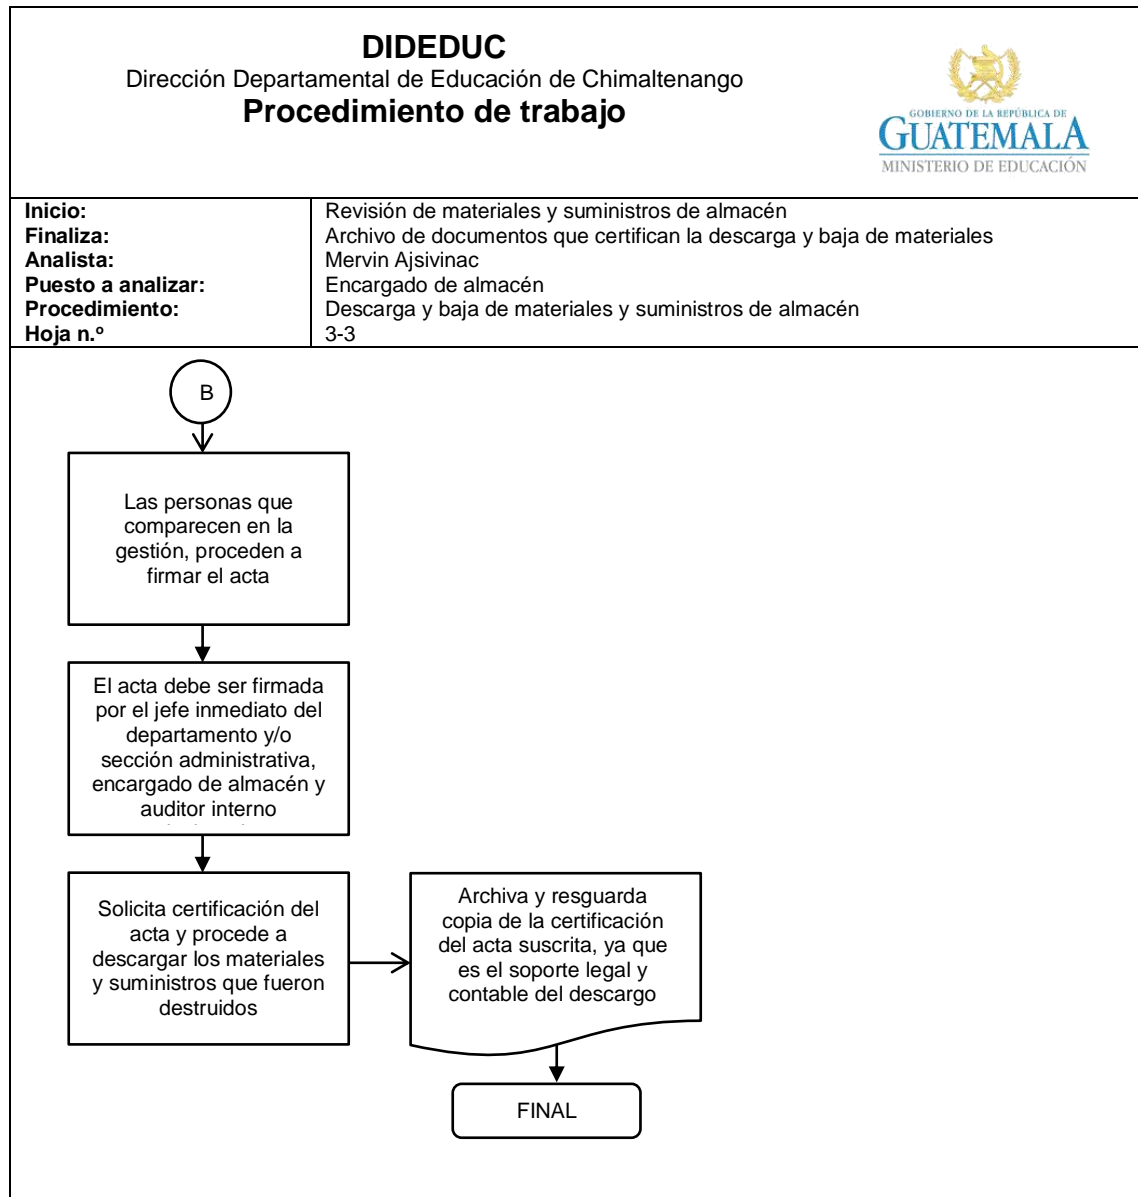 DIDEDUC
Dirección Departamental de Educación de Chimaltenango
Procedimiento de trabajo
GOBIERNO DE LA REPÚBLICA DE
GUATEMALA
MINISTERIO DE EDUCACIÓN
Inicio: Revisión de materiales y suministros de almacén
Finaliza: Archivo de documentos que certifican la descarga y baja de materiales
Analista: Mervin Ajsivinac
Puesto a analizar: Encargado de almacén
Procedimiento: Descarga y baja de materiales y suministros de almacén
Hoja n.º 3-3
B
Las personas que
comparecen en la
gestión, proceden a
firmar el acta
El acta debe ser firmada
por el jefe inmediato del
departamento y/o
sección administrativa,
encargado de almacén y
auditor interno
Solicita certificación del
acta y procede a
descargar los materiales
y suministros que fueron
destruidos
Archiva y resguarda
copia de la certificación
del acta suscrita, ya que
es el soporte legal y
contable del descargo
FINAL